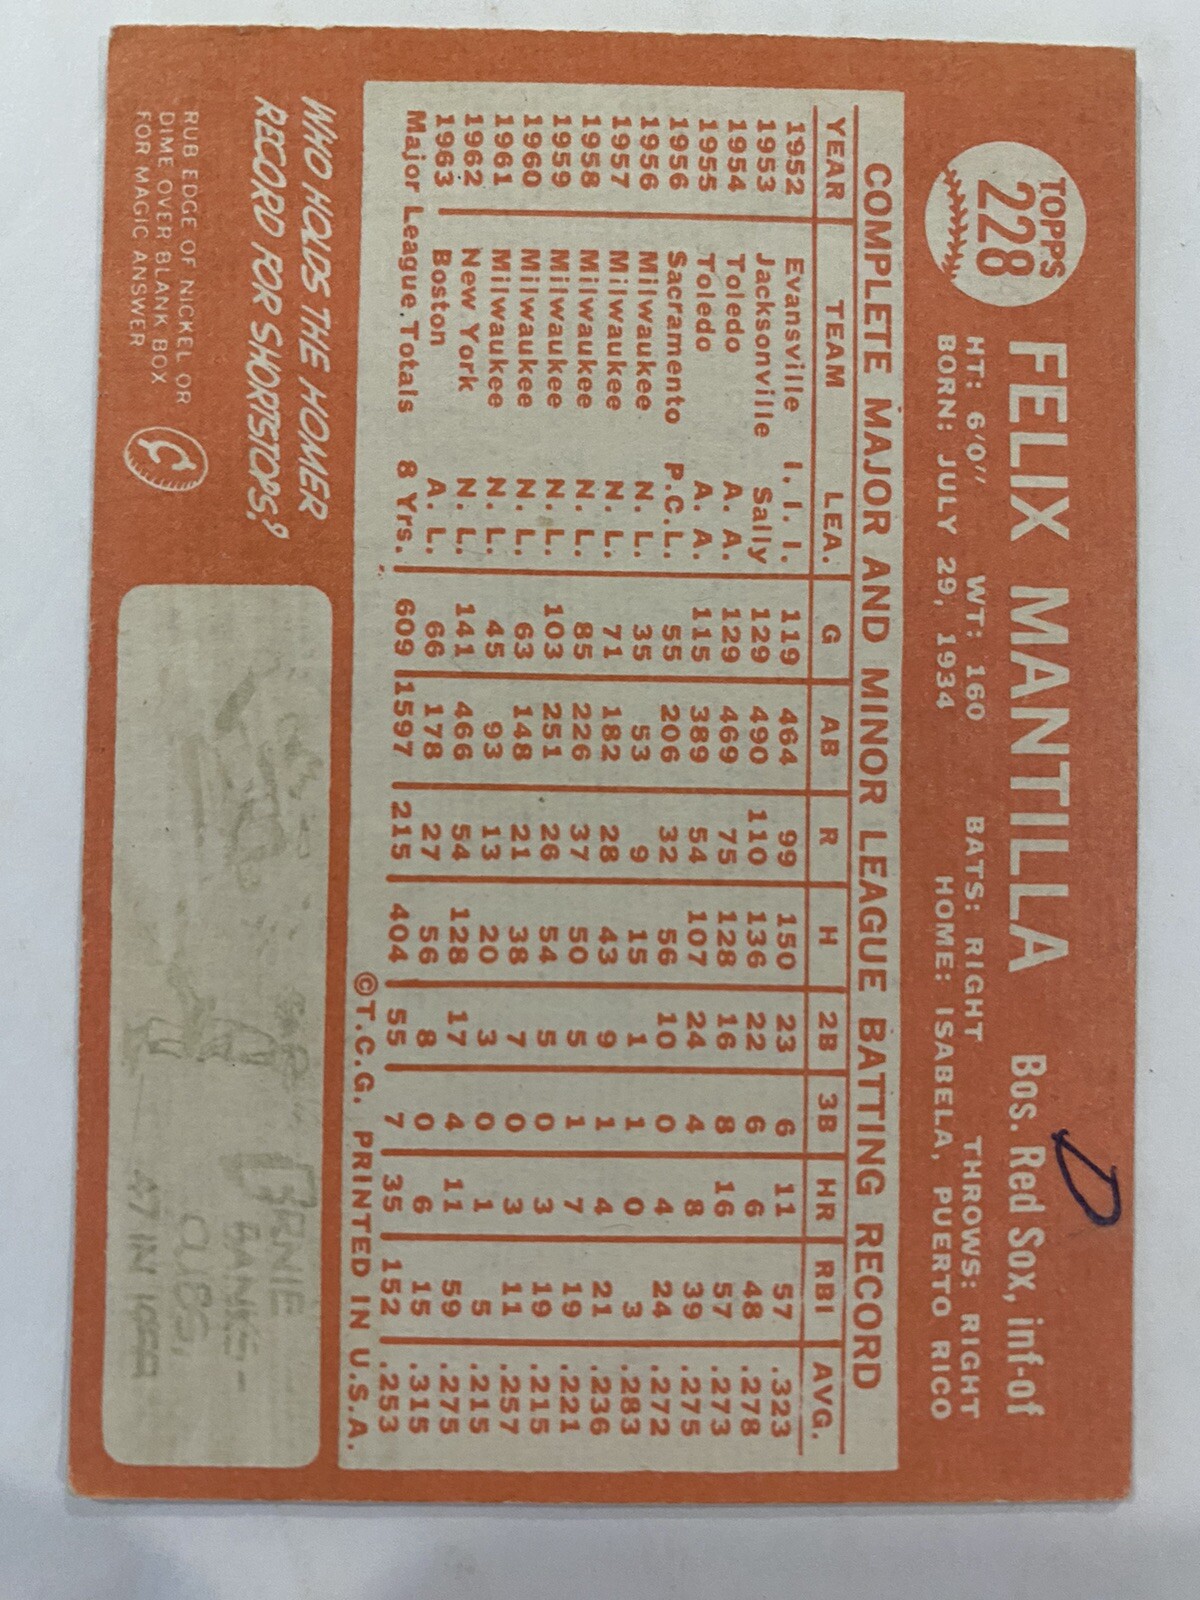 TOPPS
228
FELIX MANTILLA Bos. Red Sox, inf-of
HT: 6'0" WT: 160 BATS: RIGHT THROWS: RIGHT
BORN: JULY 29, 1934 HOME: ISABELA, PUERTO RICO
COMPLETE MAJOR AND MINOR LEAGUE BATTING RECORD
YEAR TEAM LEA. G AB R H 2B 3B HR RBI AVG.
1952 Evansville I. I. I. 119 464 99 150 23 6 11 57 .323
1953 Jacksonville Sally 129 490 110 136 22 6 6 48 .278
1954 Toledo A. A. 129 469 75 128 16 8 16 57 .273
1955 Toledo A. A. 115 389 54 107 24 4 8 39 .275
1956 Sacramento P.C.L. 55 206 32 56 10 0 4 24 .272
1956 Milwaukee N. L. 35 53 9 15 1 1 0 3 .283
1957 Milwaukee N. L. 71 182 28 43 9 1 4 21 .236
1958 Milwaukee N. L. 85 226 37 50 5 1 7 19 .221
1959 Milwaukee N. L. 103 251 26 54 5 0 3 19 .215
1960 Milwaukee N. L. 63 148 21 38 7 0 3 11 .257
1961 Milwaukee N. L. 45 93 13 20 3 0 1 5 .215
1962 New York N. L. 141 466 54 128 17 4 11 59 .275
1963 Boston A. L. 66 178 27 56 8 0 6 15 .315
Major League Totals 8 Yrs. 609 1597 215 404 55 7 35 152 .253
©T.C.G. PRINTED IN U.S.A.
WHO HOLDS THE HOMER
RECORD FOR SHORTSTOPS?
RUB EDGE OF NICKEL OR
DIME OVER BLANK BOX
FOR MAGIC ANSWER
ERNIE
BANKS-
CUBS,
47 IN 1958